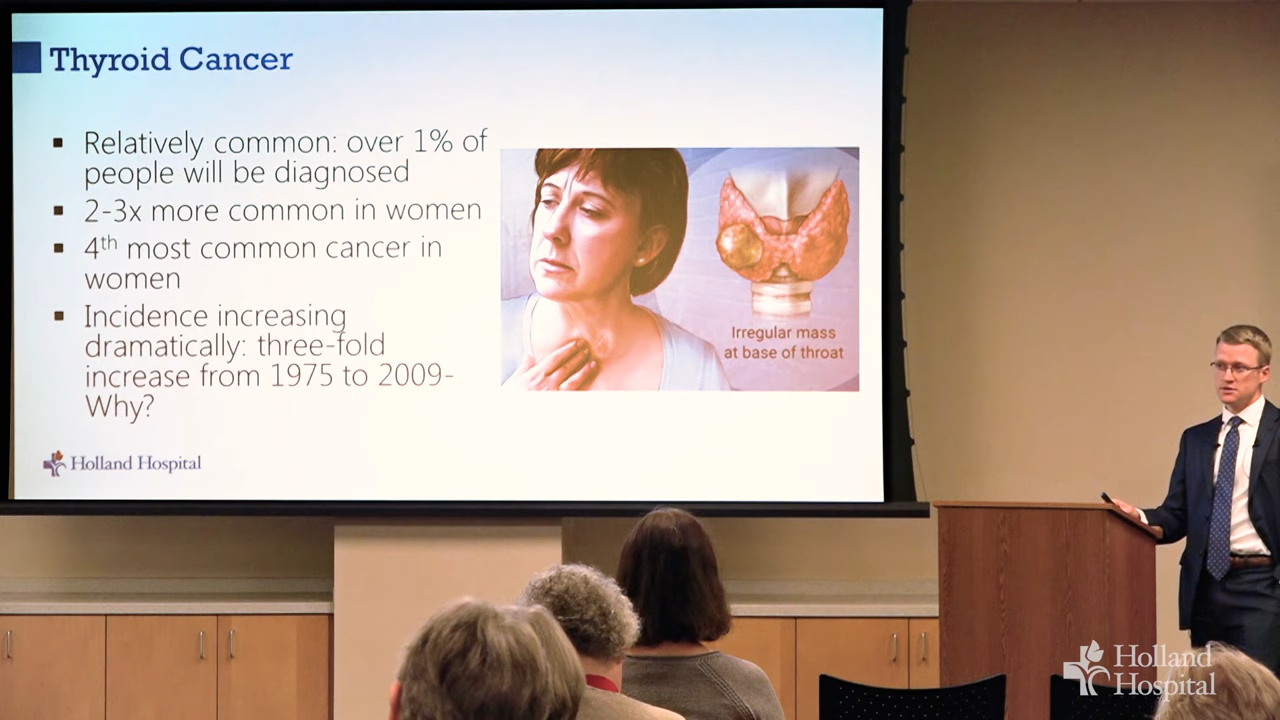 Thyroid Cancer
▪ Relatively common: over 1% of
people will be diagnosed
▪ 2-3x more common in women
▪ 4th most common cancer in
women
▪ Incidence increasing
dramatically: three-fold
increase from 1975 to 2009-
Why?
Irregular mass
at base of throat
Holland Hospital
Holland
Hospital